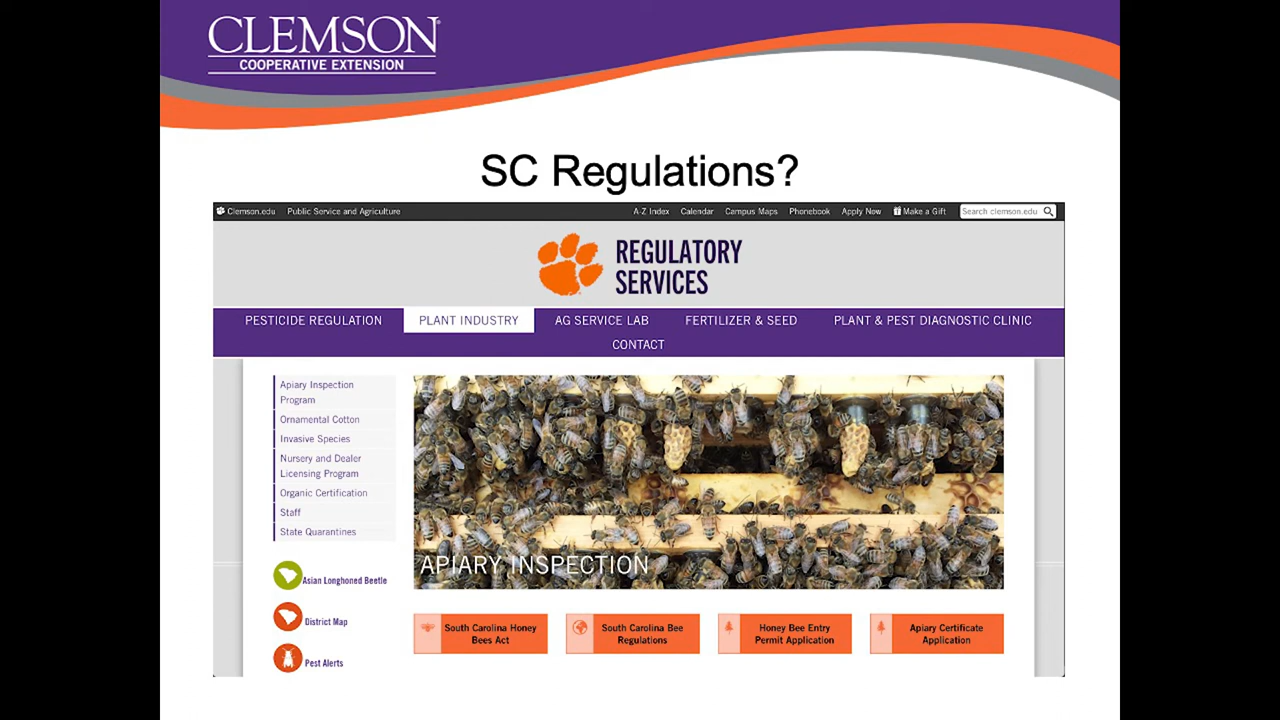 CLEMSON®
COOPERATIVE EXTENSION
SC Regulations?
Clemson.edu Public Service and Agriculture A-Z Index Calendar Campus Maps Phonebook Apply Now Make a Gift Search clemson.edu
REGULATORY
SERVICES
PESTICIDE REGULATION PLANT INDUSTRY AG SERVICE LAB FERTILIZER & SEED PLANT & PEST DIAGNOSTIC CLINIC
CONTACT
Apiary Inspection
Program
Ornamental Cotton
Invasive Species
Nursery and Dealer
Licensing Program
Organic Certification
Staff
State Quarantines
Asian Longhorned Beetle
District Map
Pest Alerts
APIARY INSPECTION
South Carolina Honey
Bees Act
South Carolina Bee
Regulations
Honey Bee Entry
Permit Application
Apiary Certificate
Application